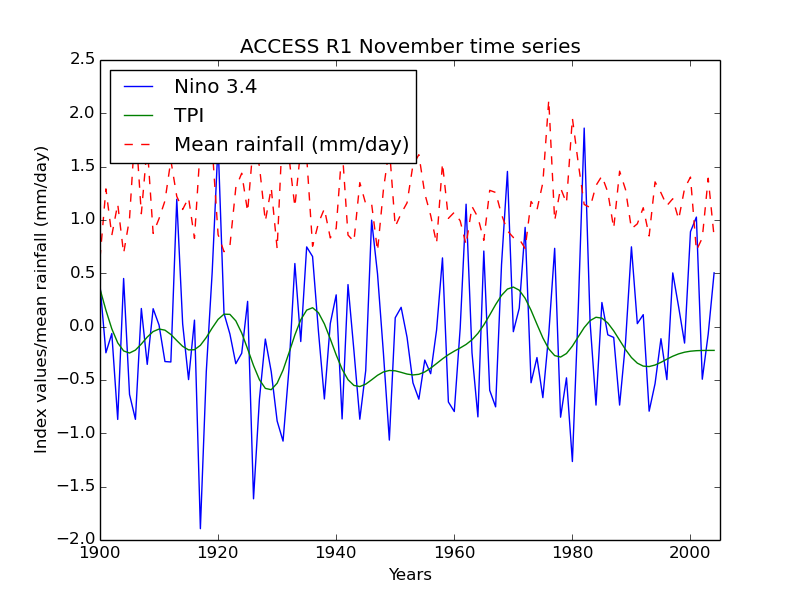 ACCESS R1 November time series
Nino 3.4
TPI
Mean rainfall (mm/day)
Index values/mean rainfall (mm/day)
2.5
2.0
1.5
1.0
0.5
0.0
−0.5
−1.0
−1.5
−2.0
1900 1920 1940 1960 1980 2000
Years